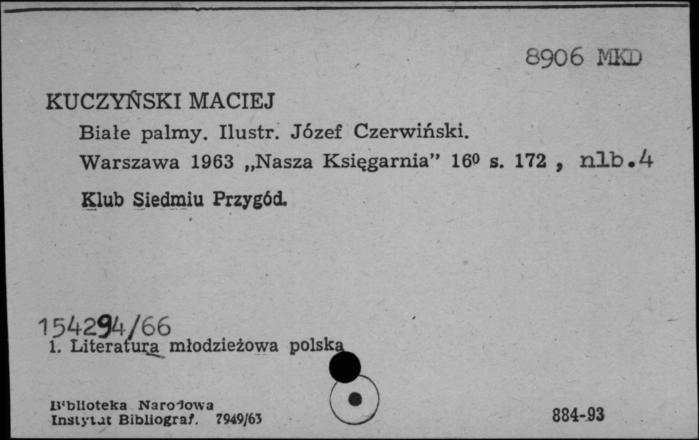 8906 MKD
KUCZYŃSKI MACIEJ
Białe palmy. Ilustr. Józef Czerwiński.
Warszawa 1963 „Nasza Księgarnia” 16⁰ s. 172 , nlb.4
Klub Siedmiu Przygód.
154294/66
1. Literatura młodzieżowa polska
Biblioteka Narodowa
Instytut Bibliograf. 7949/63
884-93